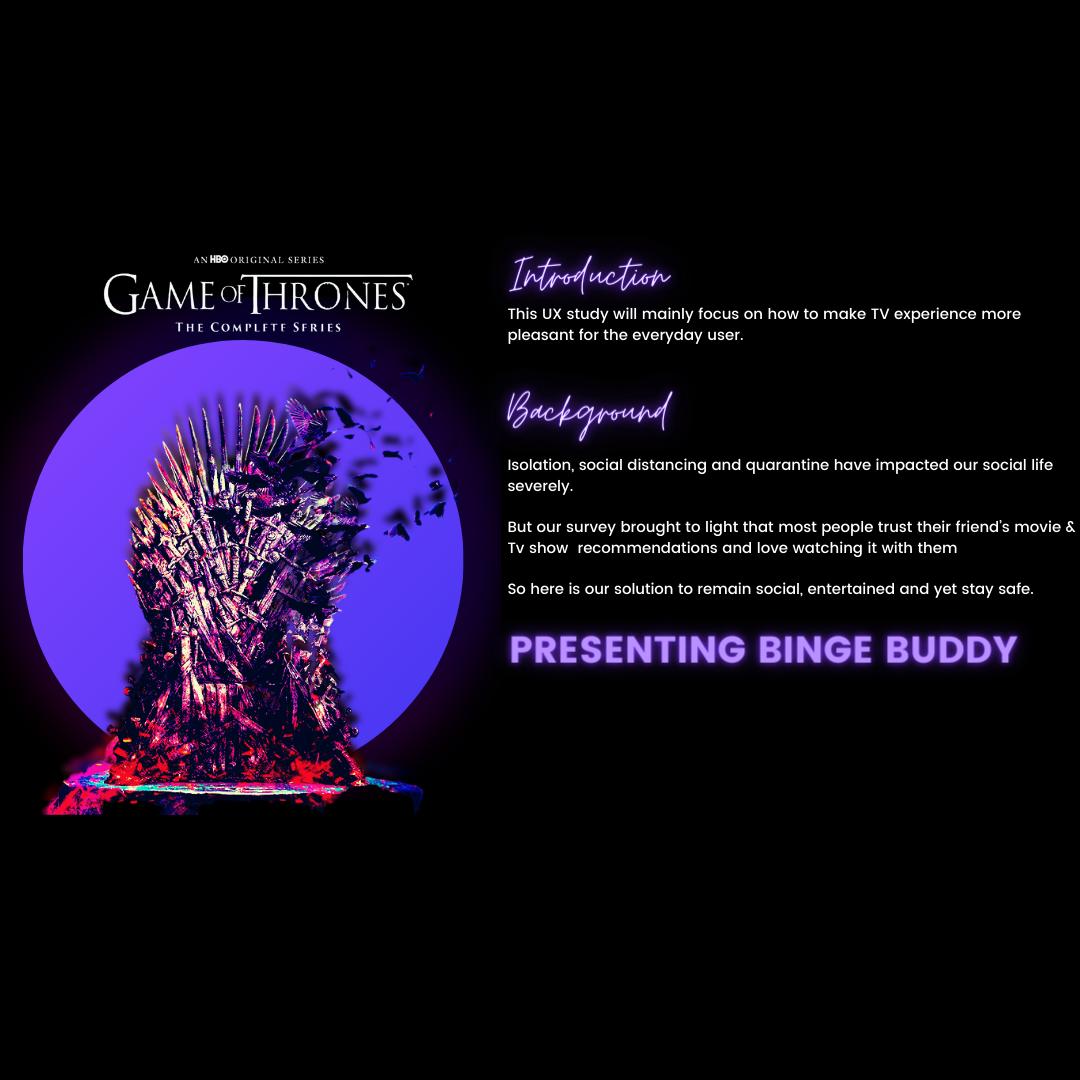 AN HBO ORIGINAL SERIES
GAME OF THRONES
THE COMPLETE SERIES
Introduction
This UX study will mainly focus on how to make TV experience more
pleasant for the everyday user.
Background
Isolation, social distancing and quarantine have impacted our social life
severely.
But our survey brought to light that most people trust their friend's movie &
Tv show  recommendations and love watching it with them
So here is our solution to remain social, entertained and yet stay safe.
PRESENTING BINGE BUDDY